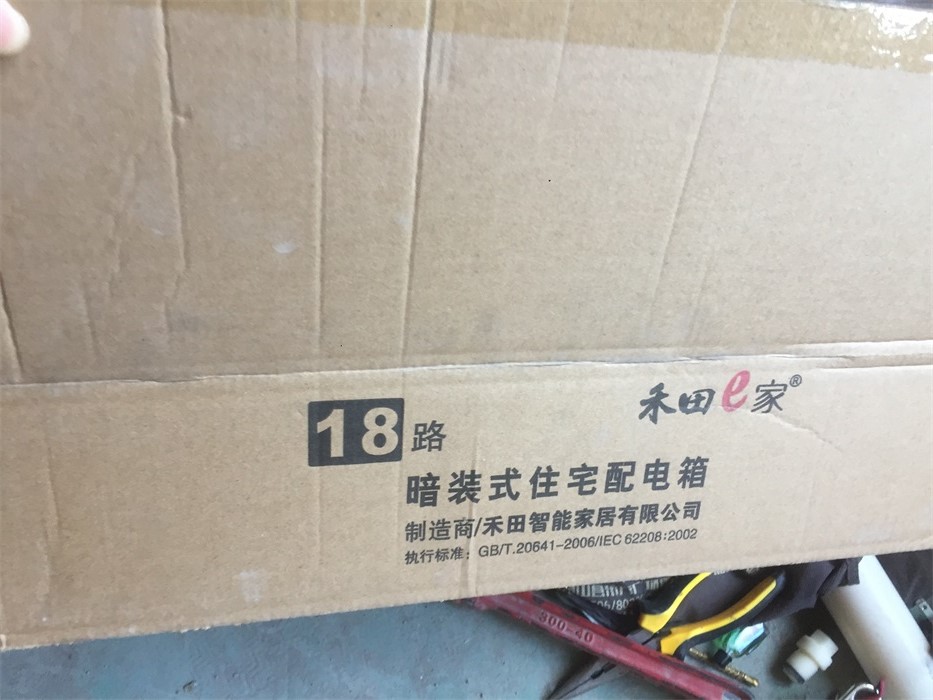 禾田e家®
18路
暗装式住宅配电箱
制造商/禾田智能家居有限公司
执行标准：GB/T.20641-2006/IEC 62208:2002
300-40